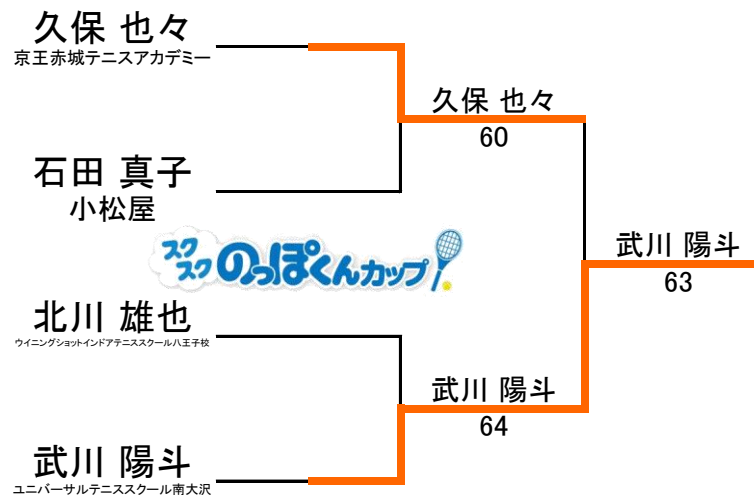 久保 也々
京王赤城テニスアカデミー
久保 也々
60
石田 真子
小松屋
スクスク のっぽくんカップ
武川 陽斗
63
北川 雄也
ウイニングショットインドアテニススクール八王子校
武川 陽斗
64
武川 陽斗
ユニバーサルテニススクール南大沢